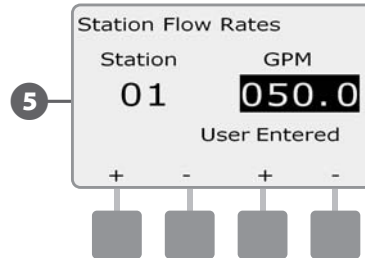 Station Flow Rates
Station GPM
5
01 050.0
User Entered
+ - + -